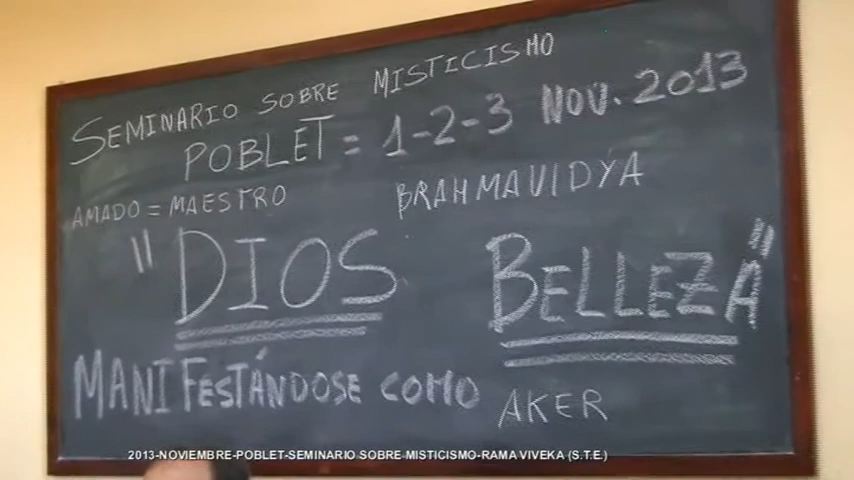 SEMINARIO SOBRE MISTICISMO
POBLET = 1-2-3 NOV. 2013
AMADO = MAESTRO BRAHMAVIDYA
"DIOS BELLEZA"
MANIFESTÁNDOSE COMO AKER
2013-NOVIEMBRE-POBLET-SEMINARIO SOBRE-MISTICISMO-RAMA VIVEKA (S.T.E.)